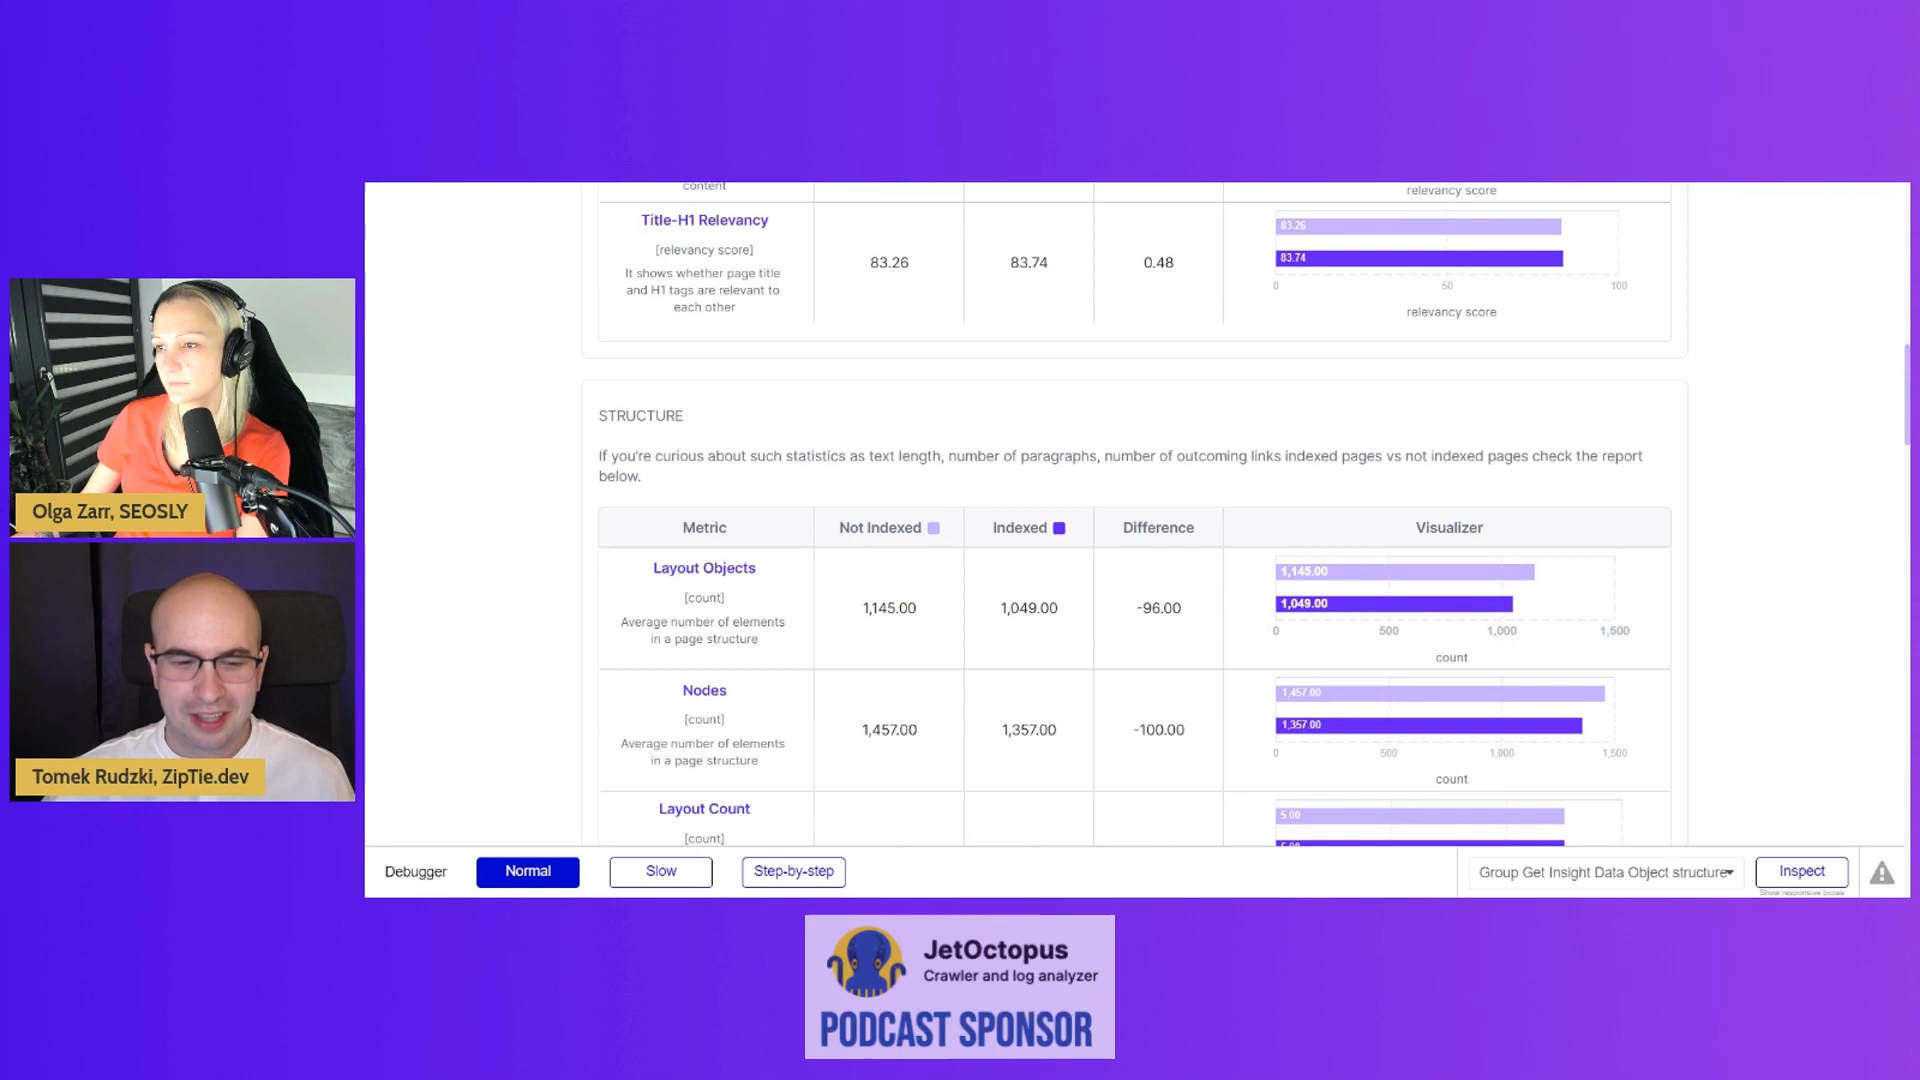 content
relevancy score
Title-H1 Relevancy
[relevancy score]
It shows whether page title
and H1 tags are relevant to
each other
83.26
83.74
0.48
83.26
83.74
0
50
100
relevancy score
STRUCTURE
If you're curious about such statistics as text length, number of paragraphs, number of outcoming links indexed pages vs not indexed pages check the report
below.
Metric
Not Indexed
Indexed
Difference
Visualizer
Layout Objects
[count]
Average number of elements
in a page structure
1,145.00
1,049.00
-96.00
1,145.00
1,049.00
0
500
1,000
1,500
count
Nodes
[count]
Average number of elements
in a page structure
1,457.00
1,357.00
-100.00
1,457.00
1,357.00
0
500
1,000
1,500
count
Layout Count
[count]
5.00
5.00
Debugger
Normal
Slow
Step-by-step
Group Get Insight Data Object structure
Inspect
Show responsive boxes
Olga Zarr, SEOSLY
Tomek Rudzki, ZipTie.dev
JetOctopus
Crawler and log analyzer
PODCAST SPONSOR